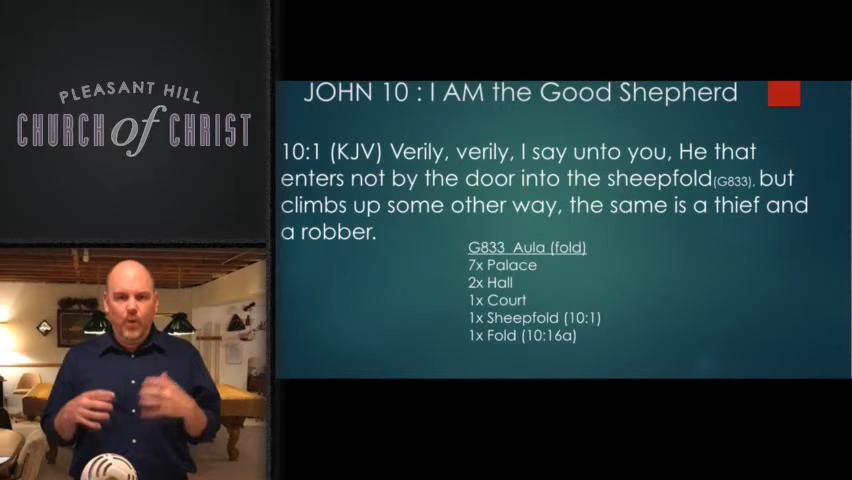 PLEASANT HILL
CHURCH of CHRIST
JOHN 10 : I AM the Good Shepherd
10:1 (KJV) Verily, verily, I say unto you, He that
enters not by the door into the sheepfold(G833), but
climbs up some other way, the same is a thief and
a robber.
G833 Aula (fold)
7x Palace
2x Hall
1x Court
1x Sheepfold (10:1)
1x Fold (10:16a)